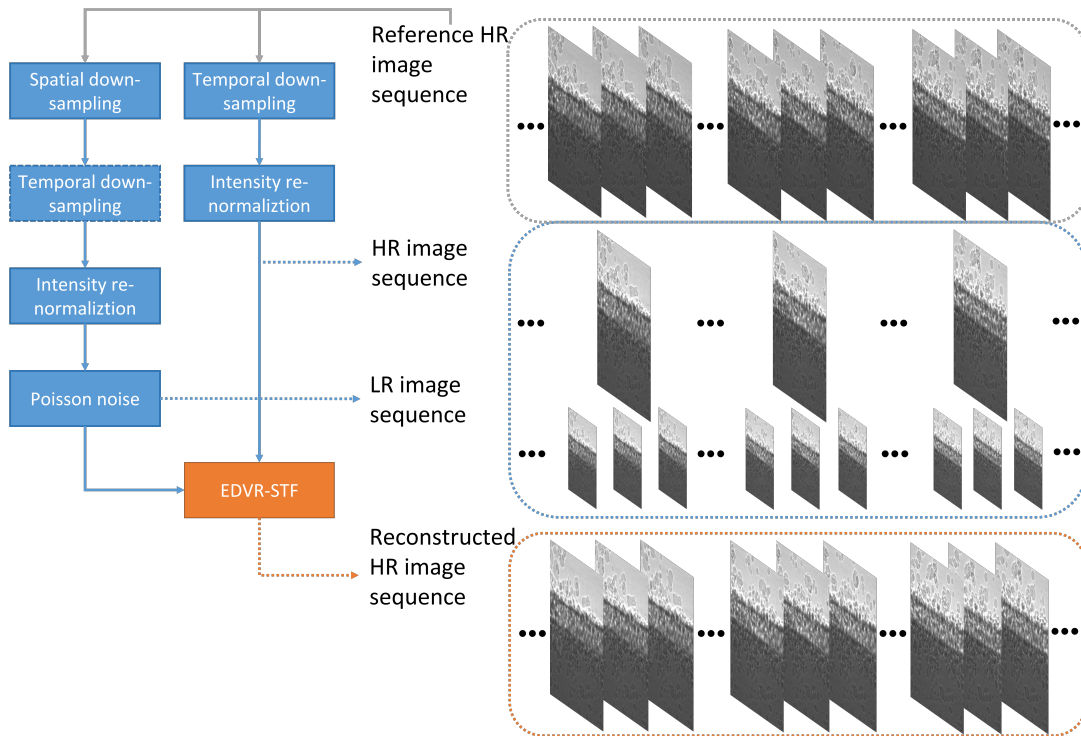 Spatial down-
sampling
Temporal down-
sampling
Reference HR
image
sequence
Temporal down-
sampling
Intensity re-
normaliztion
HR image
sequence
Intensity re-
normaliztion
Poisson noise
LR image
sequence
EDVR-STF
Reconstructed
HR image
sequence